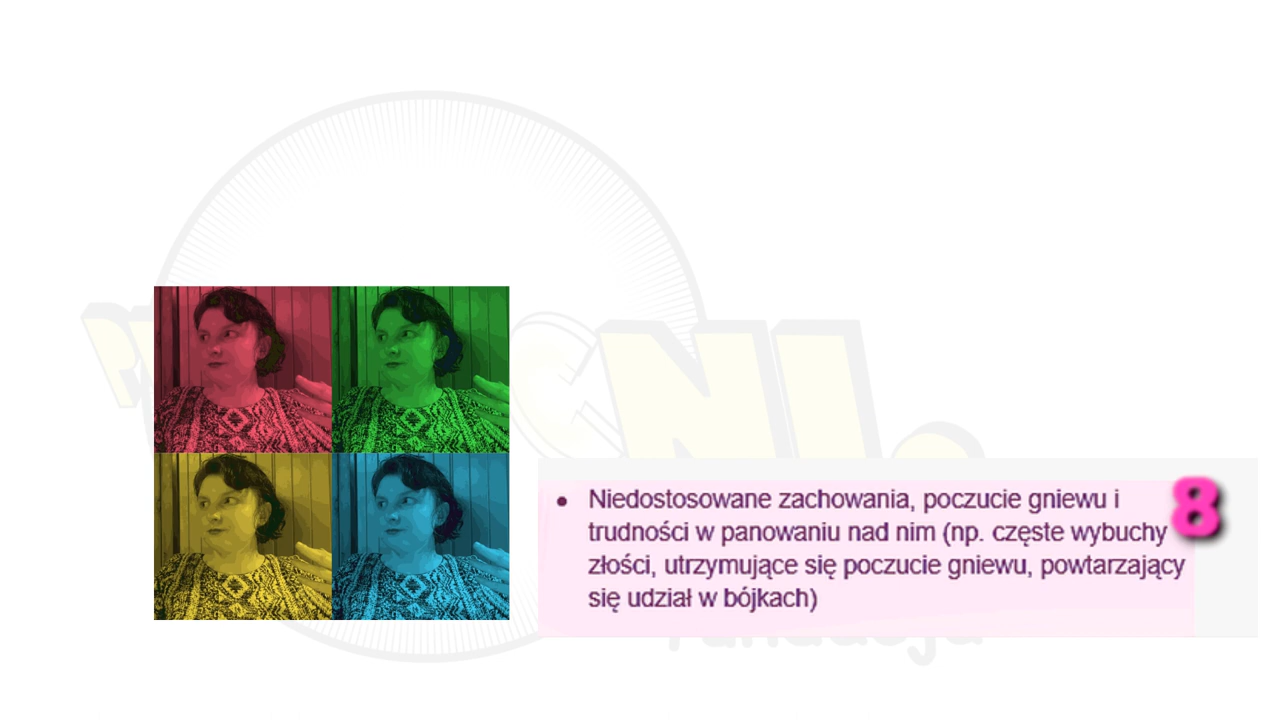 CNI
• Niedostosowane zachowania, poczucie gniewu i
trudności w panowaniu nad nim (np. częste wybuchy
złości, utrzymujące się poczucie gniewu, powtarzający
się udział w bójkach)
8